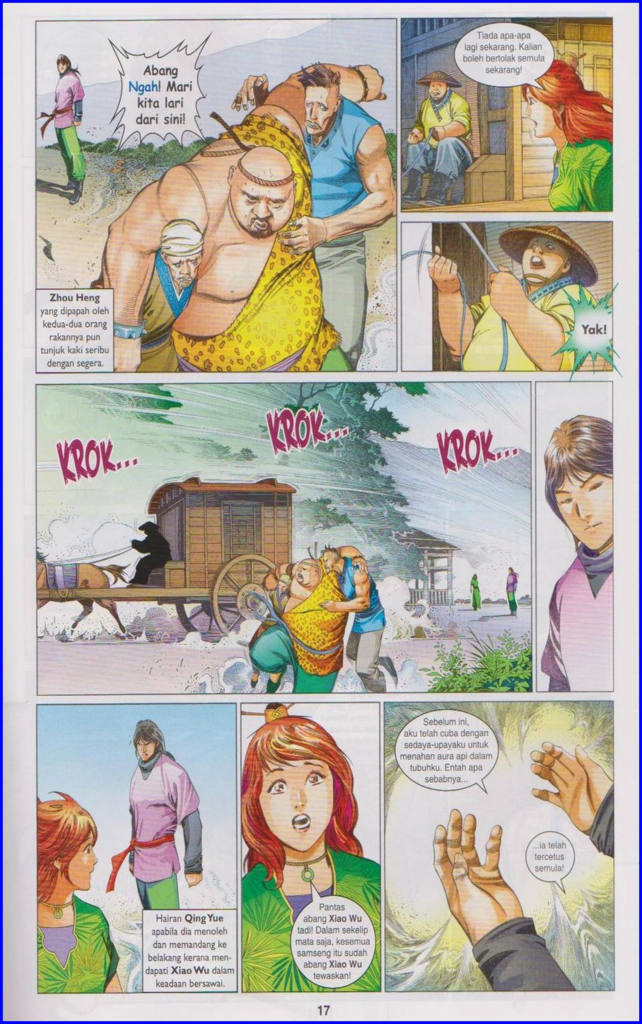 Abang
Ngah! Mari
kita lari
dari sini!
Zhou Heng
yang dipapah oleh
kedua-dua orang
rakannya pun
tunjuk kaki seribu
dengan segera.
Tiada apa-apa
lagi sekarang. Kalian
boleh bertolak semula
sekarang!
Yak!
KROK...
KROK...
KROK...
Hairan Qing Yue
apabila dia menoleh
dan memandang ke
belakang kerana men-
dapati Xiao Wu dalam
keadaan bersawai.
Pantas
abang Xiao Wu
tadi! Dalam sekelip
mata saja, kesemua
samseng itu sudah
abang Xiao Wu
tewaskan!
Sebelum ini,
aku telah cuba dengan
sedaya-upayaku untuk
menahan aura api dalam
tubuhku. Entah apa
sebabnya...
...ia telah
tercetus
semula!
17